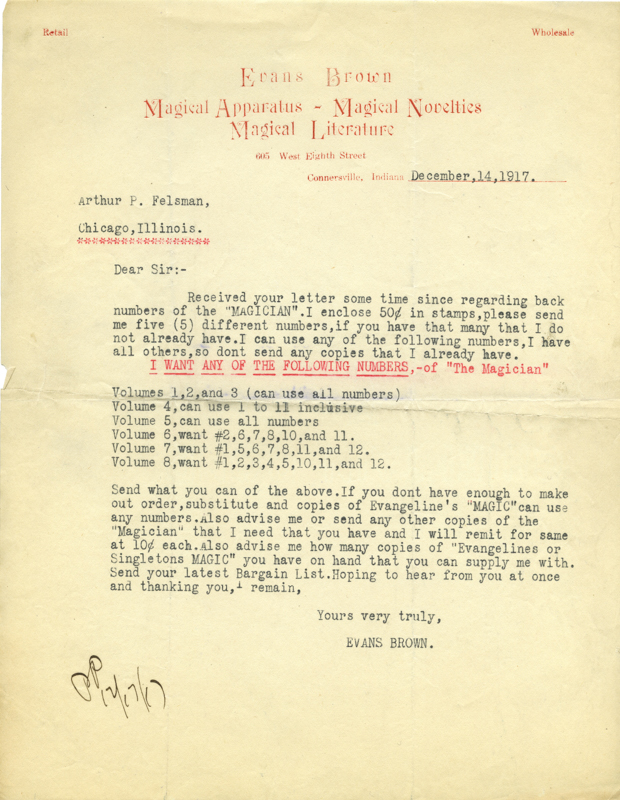 Retail Wholesale
Evans Brown
Magical Apparatus - Magical Novelties
Magical Literature
605 West Eighth Street
Connersville, Indiana December,14,1917.
Arthur P. Felsman,
Chicago,Illinois.
********************
Dear Sir:-
Received your letter some time since regarding back
numbers of the "MAGICIAN".I enclose 50¢ in stamps,please send
me five (5) different numbers,if you have that many that I do
not already have.I can use any of the following numbers,I have
all others,so dont send any copies that I already have.
I WANT ANY OF THE FOLLOWING NUMBERS,-of "The Magician"
Volumes 1,2,and 3 (can use all numbers)
Volume 4,can use 1 to 11 inclusive
Volume 5,can use all numbers
Volume 6,want #2,6,7,8,10,and 11.
Volume 7,want #1,5,6,7,8,11,and 12.
Volume 8,want #1,2,3,4,5,10,11,and 12.
Send what you can of the above.If you dont have enough to make
out order,substitute and copies of Evangeline's "MAGIC"can use
any numbers.Also advise me or send any other copies of the
"Magician" that I need that you have and I will remit for same
at 10¢ each.Also advise me how many copies of "Evangelines or
Singletons MAGIC" you have on hand that you can supply me with.
Send your latest Bargain List.Hoping to hear from you at once
and thanking you,I remain,
Yours very truly,
EVANS BROWN.
12/17/17